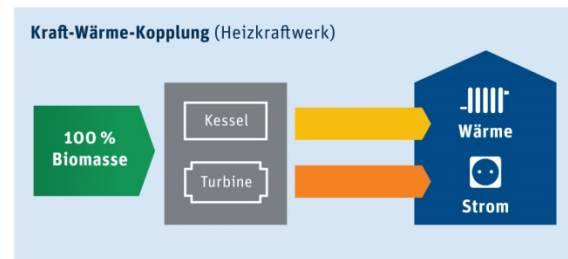 Kraft-Wärme-Kopplung (Heizkraftwerk)
100 %
Biomasse
Kessel
Turbine
Wärme
Strom